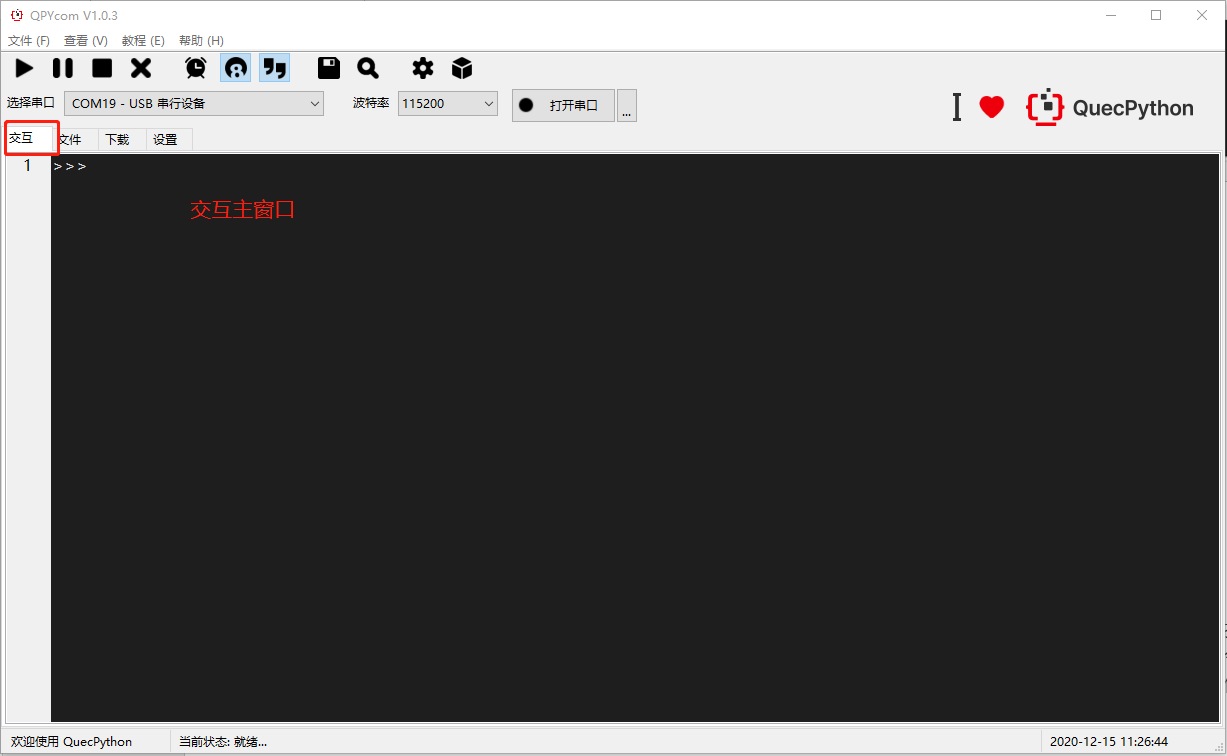 QPYcom V1.0.3
文件 (F) 查看 (V) 教程 (E) 帮助 (H)
选择串口 COM19 - USB 串行设备 波特率 115200 打开串口 ...
I QuecPython
交互 文件 下载 设置
1 >>>
交互主窗口
欢迎使用 QuecPython 当前状态: 就绪... 2020-12-15 11:26:44